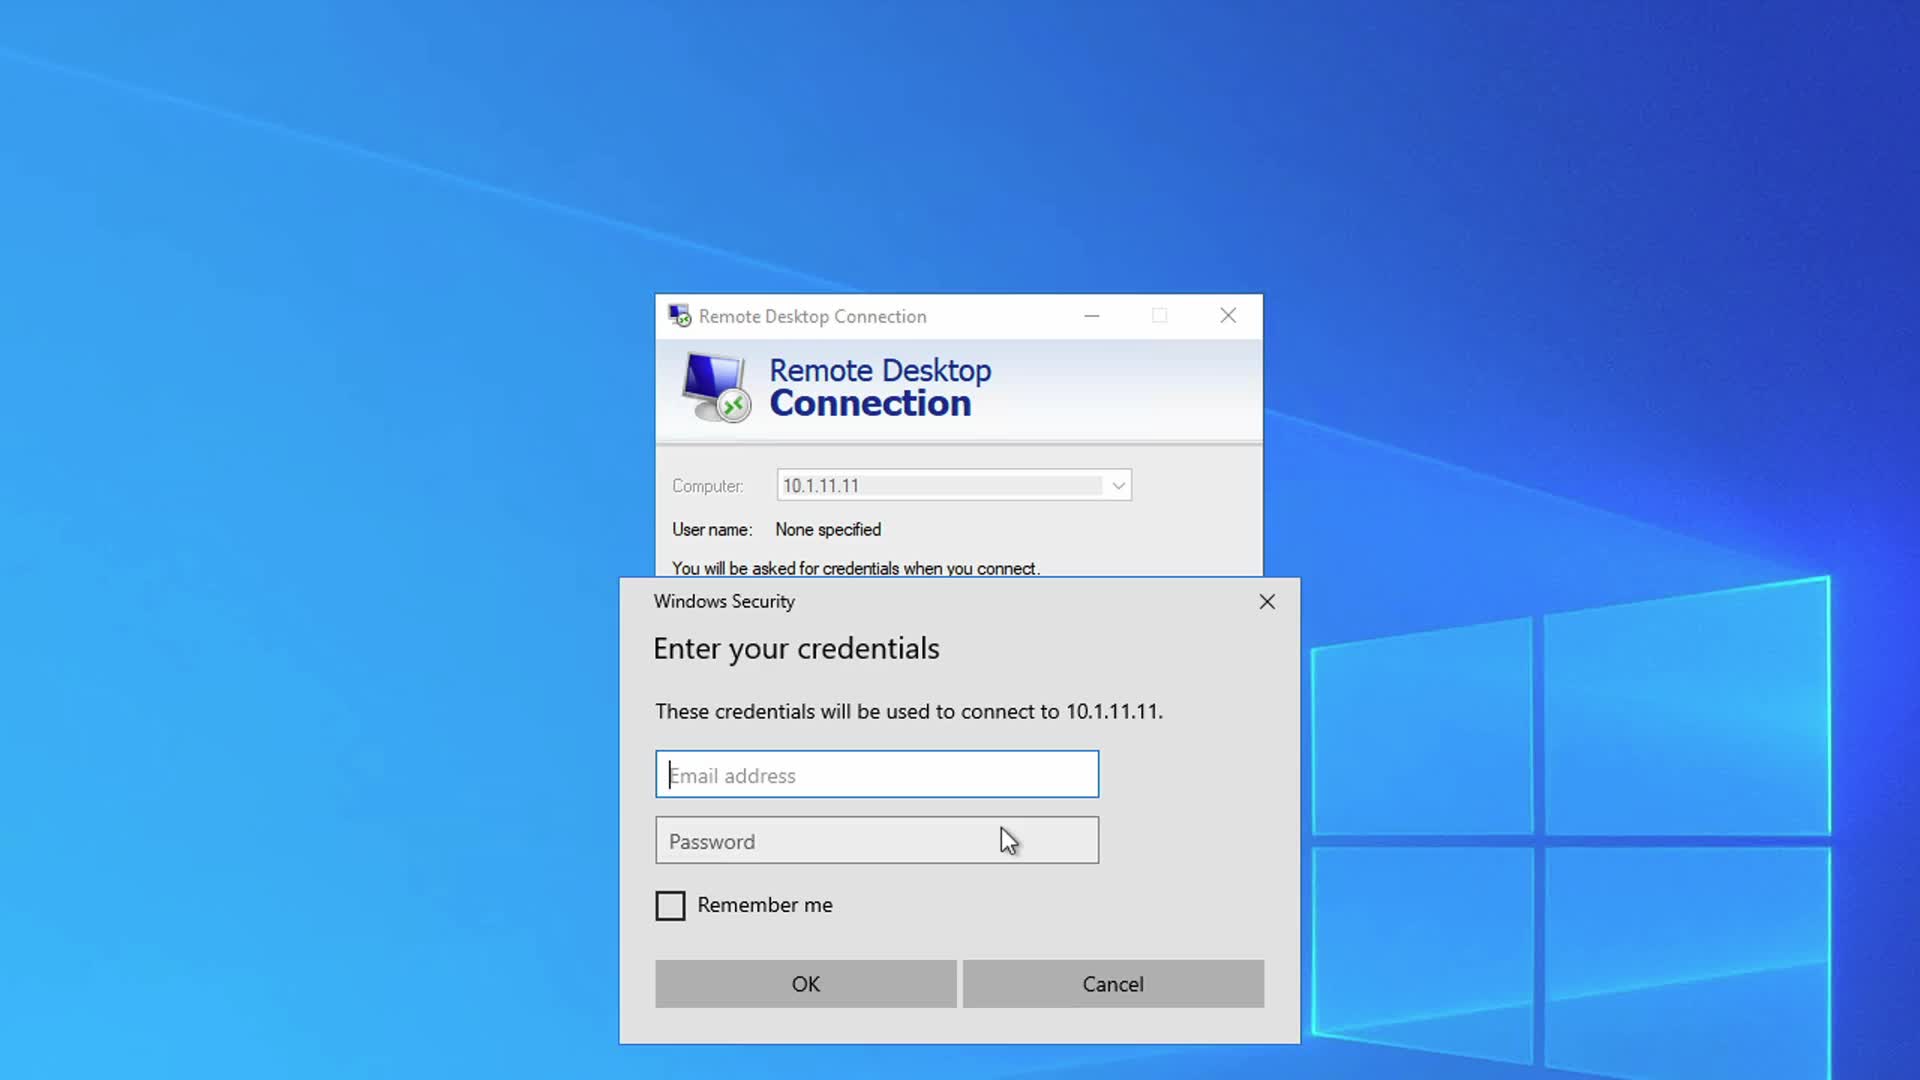 Remote Desktop Connection
Remote Desktop
Connection
Computer: 10.1.11.11
User name: None specified
You will be asked for credentials when you connect.
Windows Security
Enter your credentials
These credentials will be used to connect to 10.1.11.11.
Email address
Password
Remember me
OK Cancel